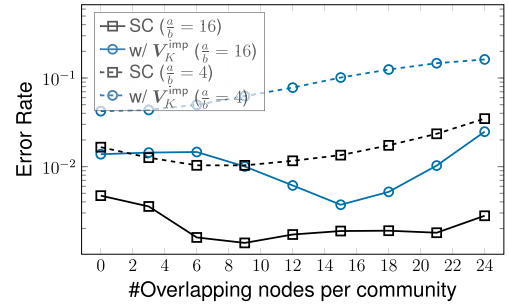 SC (a/b = 16)
w/ V_K^imp (a/b = 16)
SC (a/b = 4)
w/ V_K^imp (a/b = 4)
10⁻¹
10⁻²
Error Rate
0 2 4 6 8 10 12 14 16 18 20 22 24
#Overlapping nodes per community